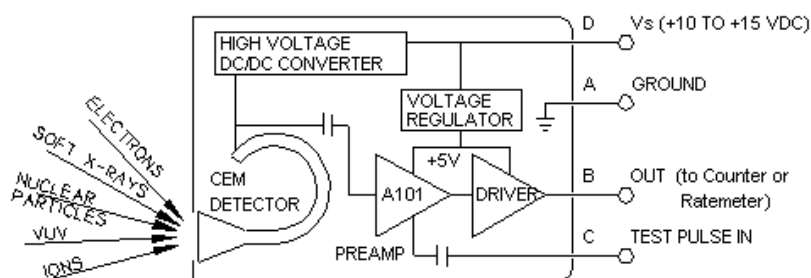 HIGH VOLTAGE
DC/DC CONVERTER
D
Vs (+10 TO +15 VDC)
A
GROUND
VOLTAGE
REGULATOR
ELECTRONS
SOFT X-RAYS
NUCLEAR
PARTICLES
VUV
IONS
CEM
DETECTOR
+5V
A101
DRIVER
PREAMP
B
OUT (to Counter or
Ratemeter)
C
TEST PULSE IN